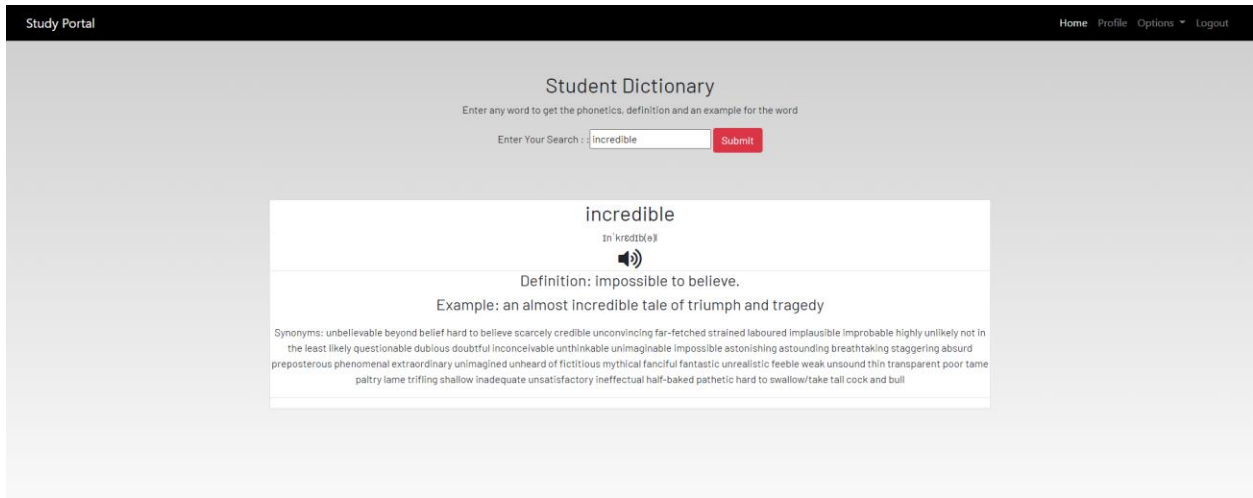 Study Portal
Home Profile Options Logout
Student Dictionary
Enter any word to get the phonetics, definition and an example for the word
Enter Your Search : : incredible Submit
incredible
ɪnˈkrɛdɪb(ə)l
Definition: impossible to believe.
Example: an almost incredible tale of triumph and tragedy
Synonyms: unbelievable beyond belief hard to believe scarcely credible unconvincing far-fetched strained laboured implausible improbable highly unlikely not in
the least likely questionable dubious doubtful inconceivable unthinkable unimaginable impossible astonishing astounding breathtaking staggering absurd
preposterous phenomenal extraordinary unimagined unheard of fictitious mythical fanciful fantastic unrealistic feeble weak unsound thin transparent poor tame
paltry lame trifling shallow inadequate unsatisfactory ineffectual half-baked pathetic hard to swallow/take tall cock and bull